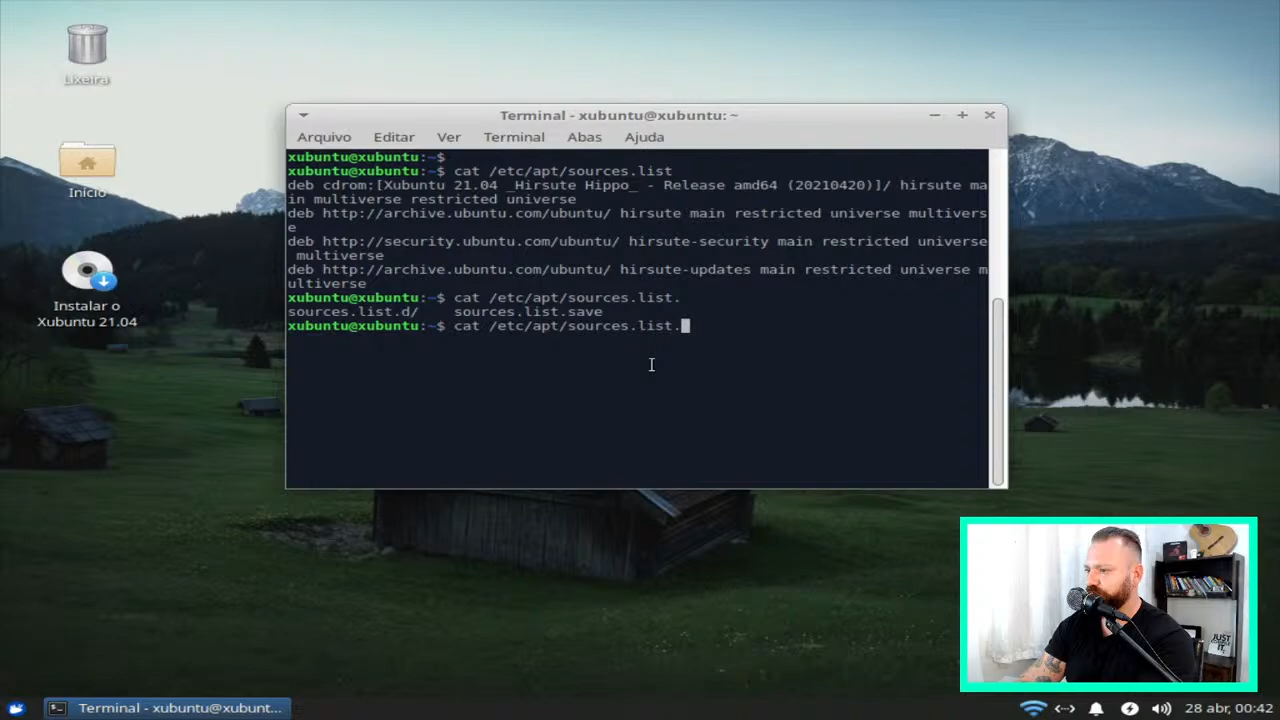 Lixeira
Início
Instalar o
Xubuntu 21.04
Terminal - xubuntu@xubuntu: ~
Arquivo Editar Ver Terminal Abas Ajuda
xubuntu@xubuntu:~$
xubuntu@xubuntu:~$ cat /etc/apt/sources.list
deb cdrom:[Xubuntu 21.04 _Hirsute Hippo_ - Release amd64 (20210420)]/ hirsute ma
in multiverse restricted universe
deb http://archive.ubuntu.com/ubuntu/ hirsute main restricted universe multivers
e
deb http://security.ubuntu.com/ubuntu/ hirsute-security main restricted universe
 multiverse
deb http://archive.ubuntu.com/ubuntu/ hirsute-updates main restricted universe m
ultiverse
xubuntu@xubuntu:~$ cat /etc/apt/sources.list.
sources.list.d/ sources.list.save
xubuntu@xubuntu:~$ cat /etc/apt/sources.list.
JUST
IT.
Terminal - xubuntu@xubunt...
28 abr, 00:42